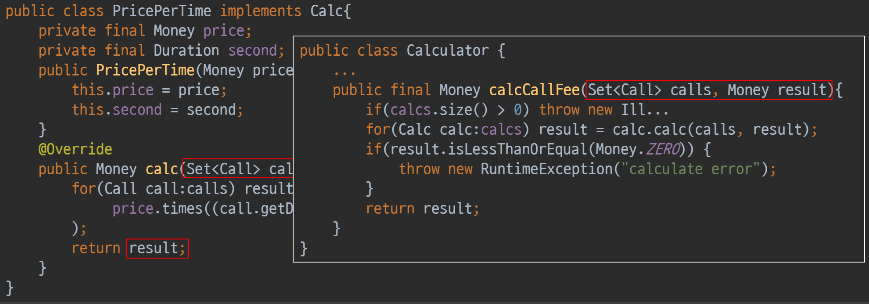 public class PricePerTime implements Calc{
private final Money price;
private final Duration second;
public PricePerTime(Money price
this.price = price;
this.second = second;
}
@Override
public Money calc(Set<Call> cal
for(Call call:calls) result
price.times((call.getD
);
return result;
}
}
public class Calculator {
...
public final Money calcCallFee(Set<Call> calls, Money result){
if(calcs.size() > 0) throw new Ill...
for(Calc calc:calcs) result = calc.calc(calls, result);
if(result.isLessThanOrEqual(Money.ZERO)) {
throw new RuntimeException("calculate error");
}
return result;
}
}